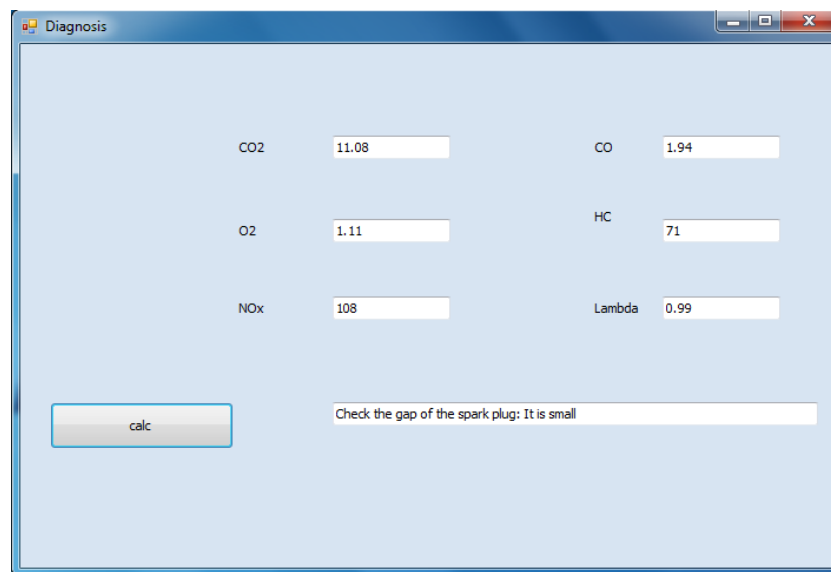 Diagnosis
CO2 11.08 CO 1.94
O2 1.11 HC 71
NOx 108 Lambda 0.99
calc Check the gap of the spark plug: It is small